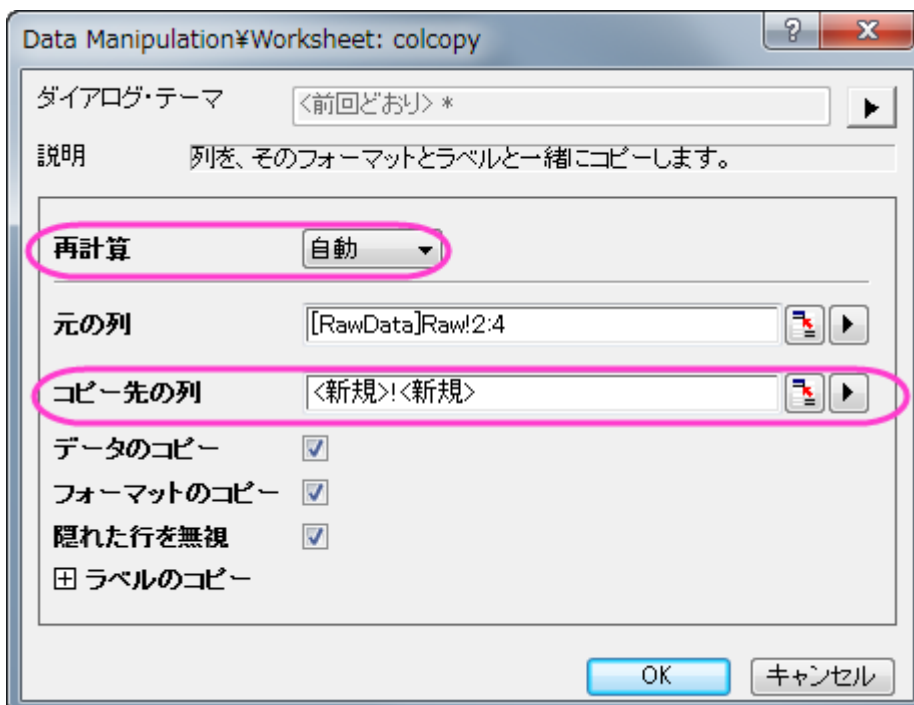 Data Manipulation¥Worksheet: colcopy
ダイアログ・テーマ <前回どおり> *
説明 列を、そのフォーマットとラベルと一緒にコピーします。
再計算 自動
元の列 [RawData]Raw!2:4
コピー先の列 <新規>!<新規>
データのコピー
フォーマットのコピー
隠れた行を無視
ラベルのコピー
OK キャンセル